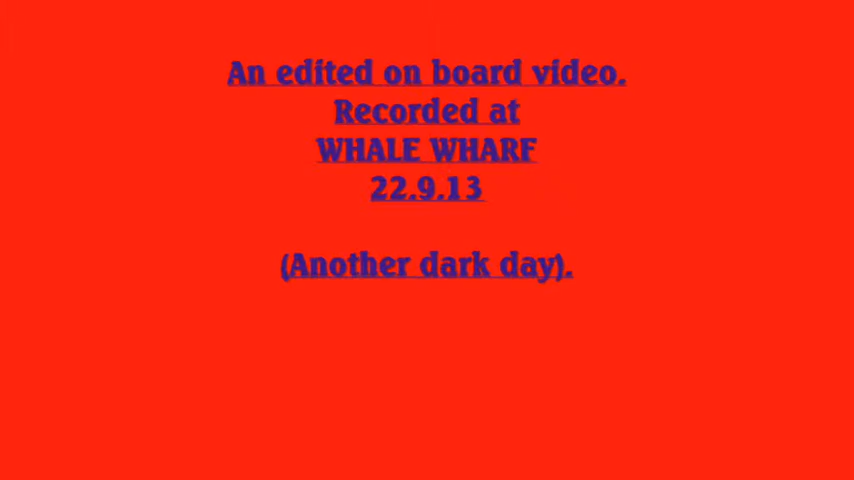 An edited on board video.
Recorded at
WHALE WHARF
22.9.13
(Another dark day).